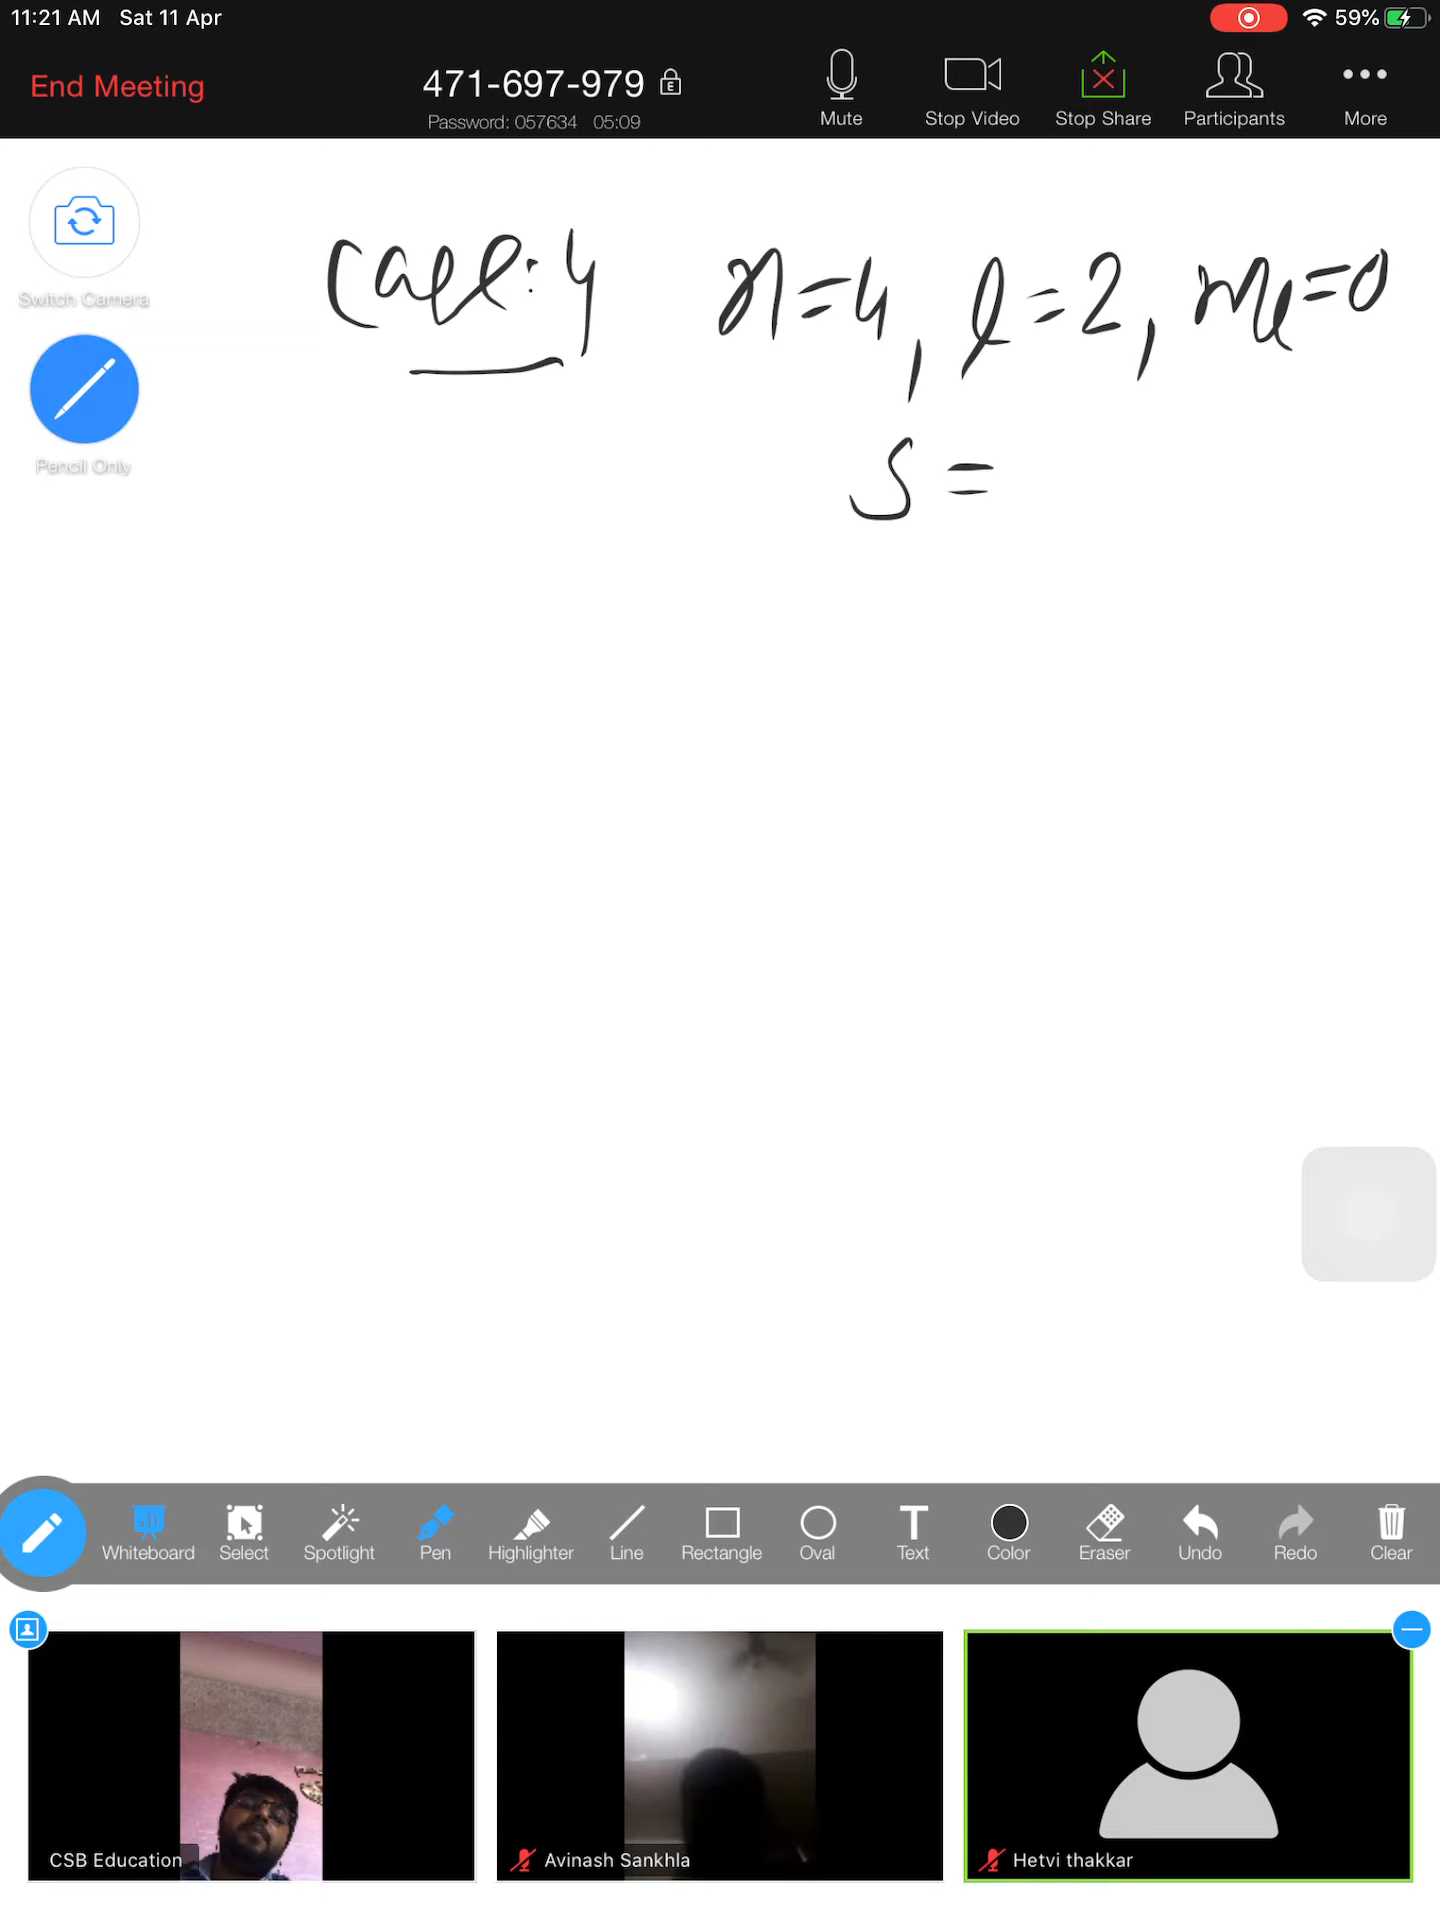 11:21 AM Sat 11 Apr 59%
End Meeting
471-697-979
Password: 057634 05:09
Mute Stop Video Stop Share Participants More
Switch Camera
Pencil Only
Case:4 n=4, l=2, ml=0
S =
Whiteboard Select Spotlight Pen Highlighter Line Rectangle Oval Text Color Eraser Undo Redo Clear
CSB Education Avinash Sankhla Hetvi thakkar